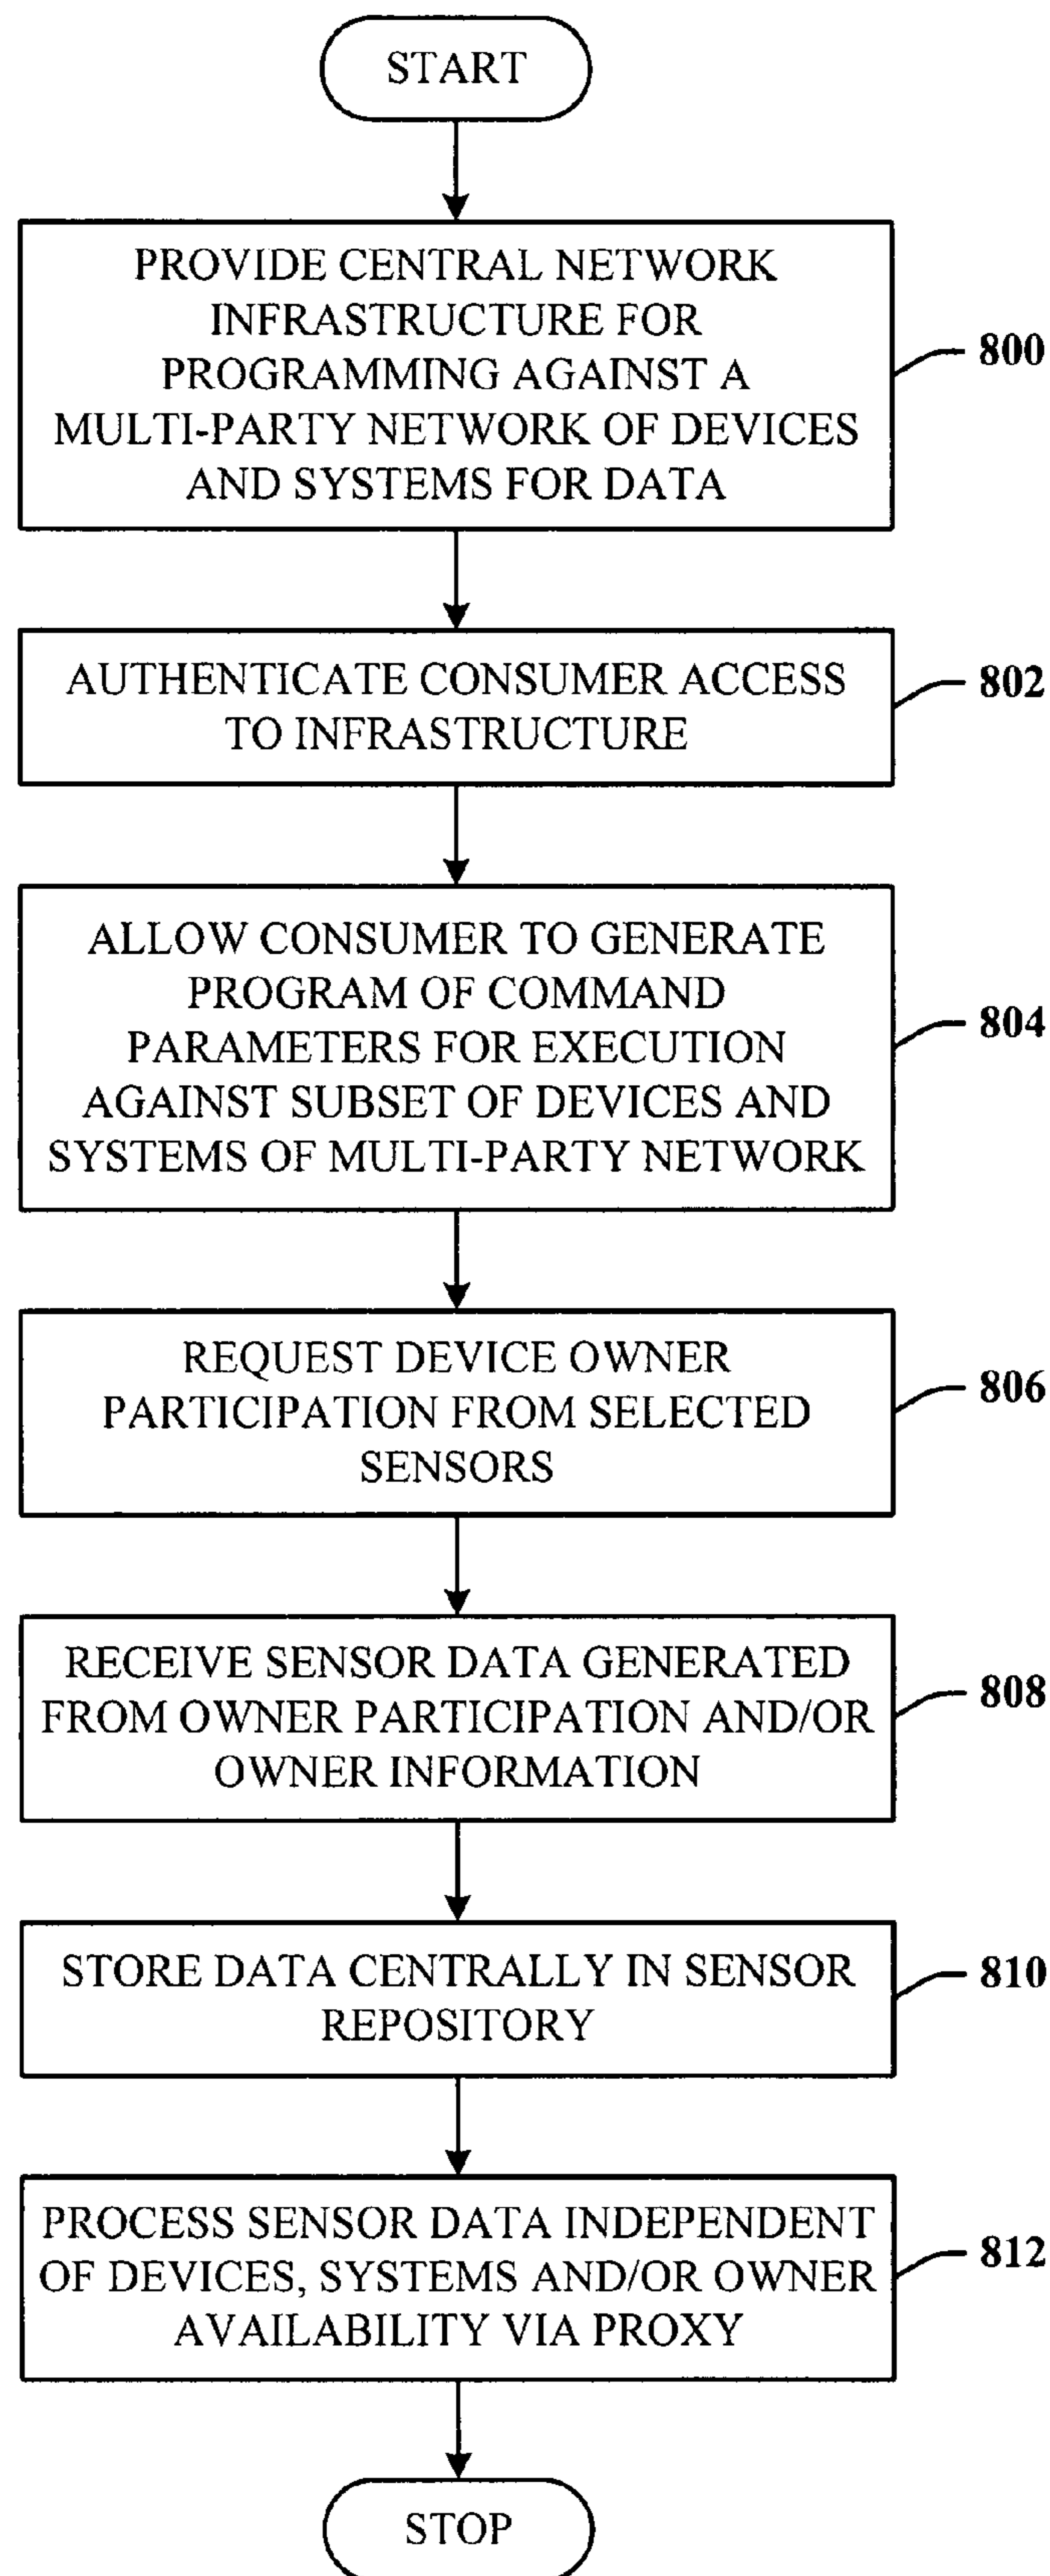 START
PROVIDE CENTRAL NETWORK
INFRASTRUCTURE FOR
PROGRAMMING AGAINST A
MULTI-PARTY NETWORK OF DEVICES
AND SYSTEMS FOR DATA
800
AUTHENTICATE CONSUMER ACCESS
TO INFRASTRUCTURE
802
ALLOW CONSUMER TO GENERATE
PROGRAM OF COMMAND
PARAMETERS FOR EXECUTION
AGAINST SUBSET OF DEVICES AND
SYSTEMS OF MULTI-PARTY NETWORK
804
REQUEST DEVICE OWNER
PARTICIPATION FROM SELECTED
SENSORS
806
RECEIVE SENSOR DATA GENERATED
FROM OWNER PARTICIPATION AND/OR
OWNER INFORMATION
808
STORE DATA CENTRALLY IN SENSOR
REPOSITORY
810
PROCESS SENSOR DATA INDEPENDENT
OF DEVICES, SYSTEMS AND/OR OWNER
AVAILABILITY VIA PROXY
812
STOP